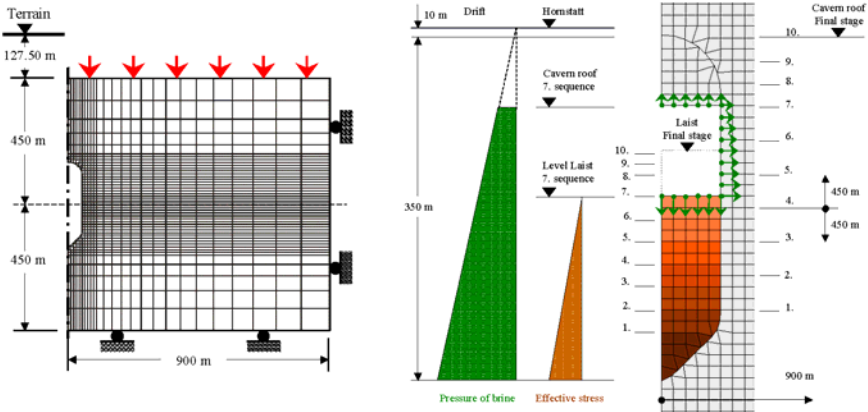 Terrain
127.50 m
450 m
450 m
900 m
10 m
Drift
Hornstatt
350 m
Cavern roof
7. sequence
Level Laist
7. sequence
Pressure of brine
Effective stress
Cavern roof
Final stage
10.
9.
8.
7.
6.
5.
4.
3.
2.
1.
Laist
Final stage
10.
9.
8.
7.
6.
5.
4.
3.
2.
1.
450 m
450 m
900 m